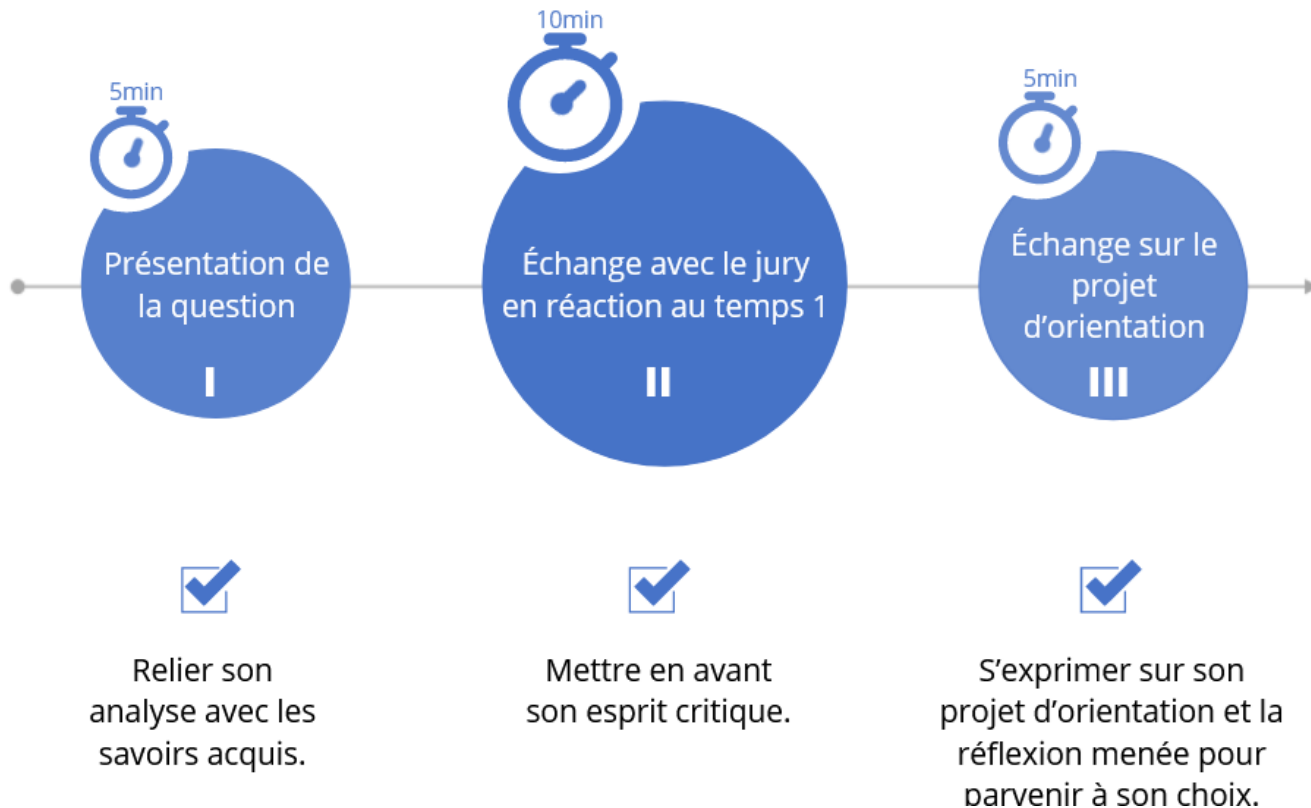 5min
Présentation de
la question
I
10min
Échange avec le jury
en réaction au temps 1
II
5min
Échange sur le
projet
d'orientation
III
Relier son
analyse avec les
savoirs acquis.
Mettre en avant
son esprit critique.
S'exprimer sur son
projet d'orientation et la
réflexion menée pour
parvenir à son choix.